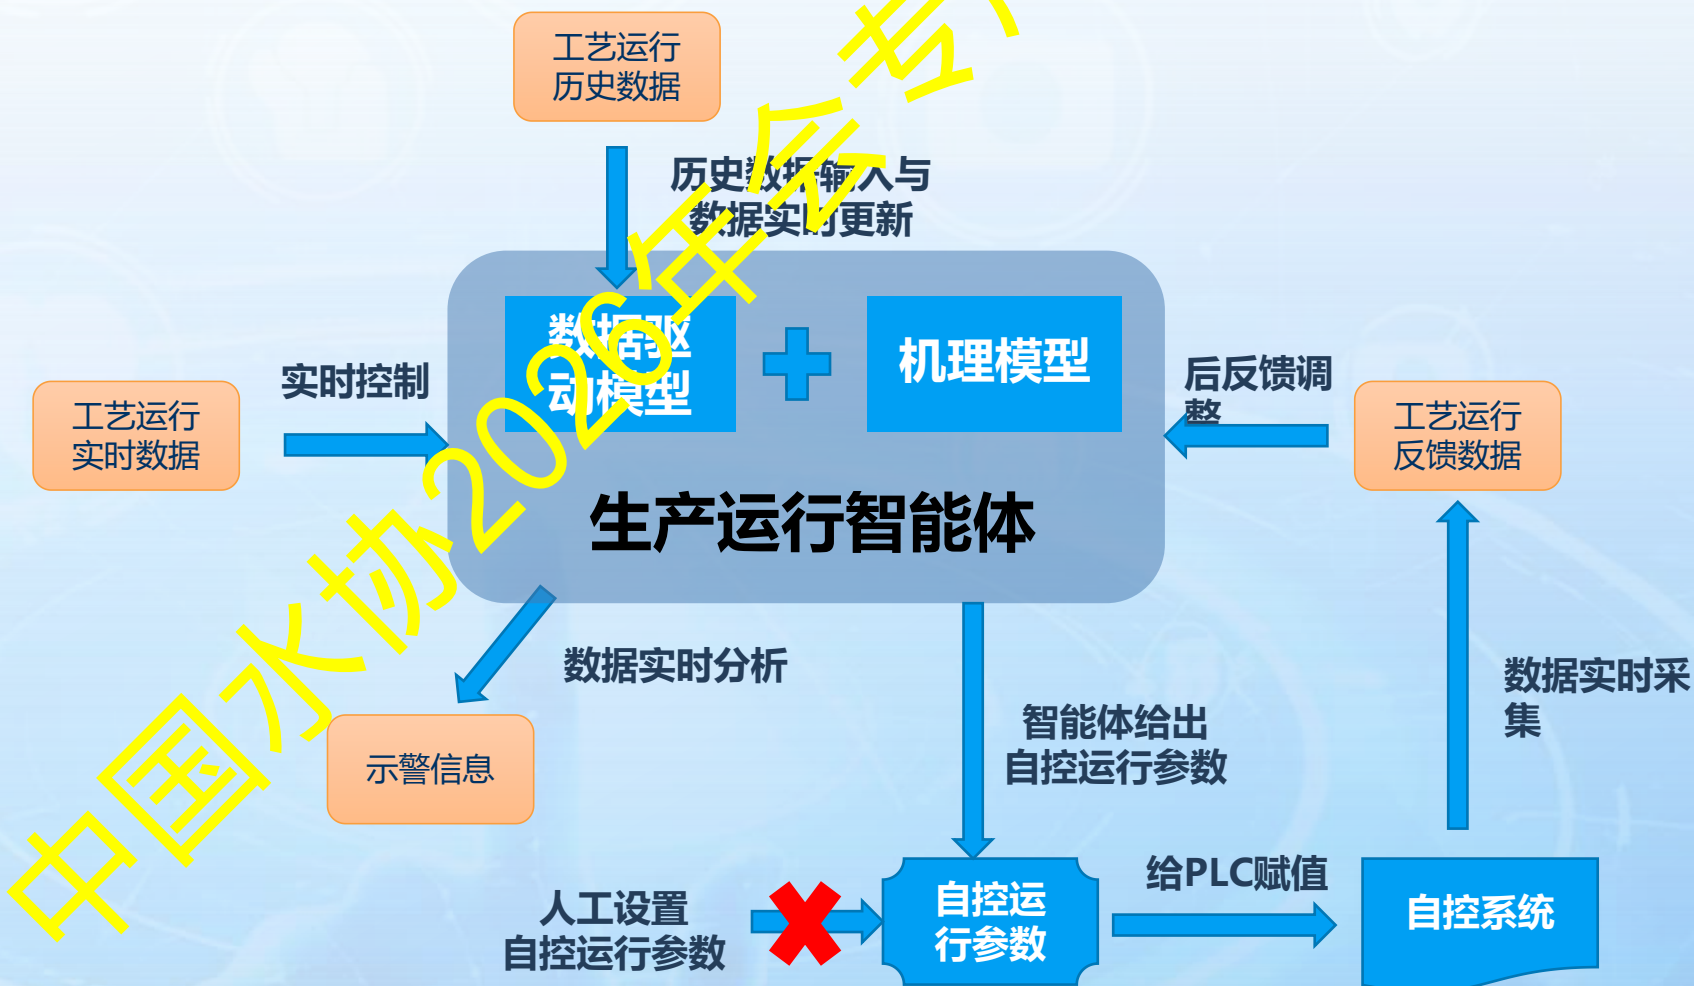 工艺运行
历史数据
历史数据输入与
数据实时更新
数据驱
动模型
机理模型
实时控制
后反馈调
整
工艺运行
实时数据
工艺运行
反馈数据
生产运行智能体
数据实时分析
数据实时采
集
智能体给出
自控运行参数
示警信息
给PLC赋值
人工设置
自控运行参数
自控运
行参数
自控系统
中国水协2026年会专